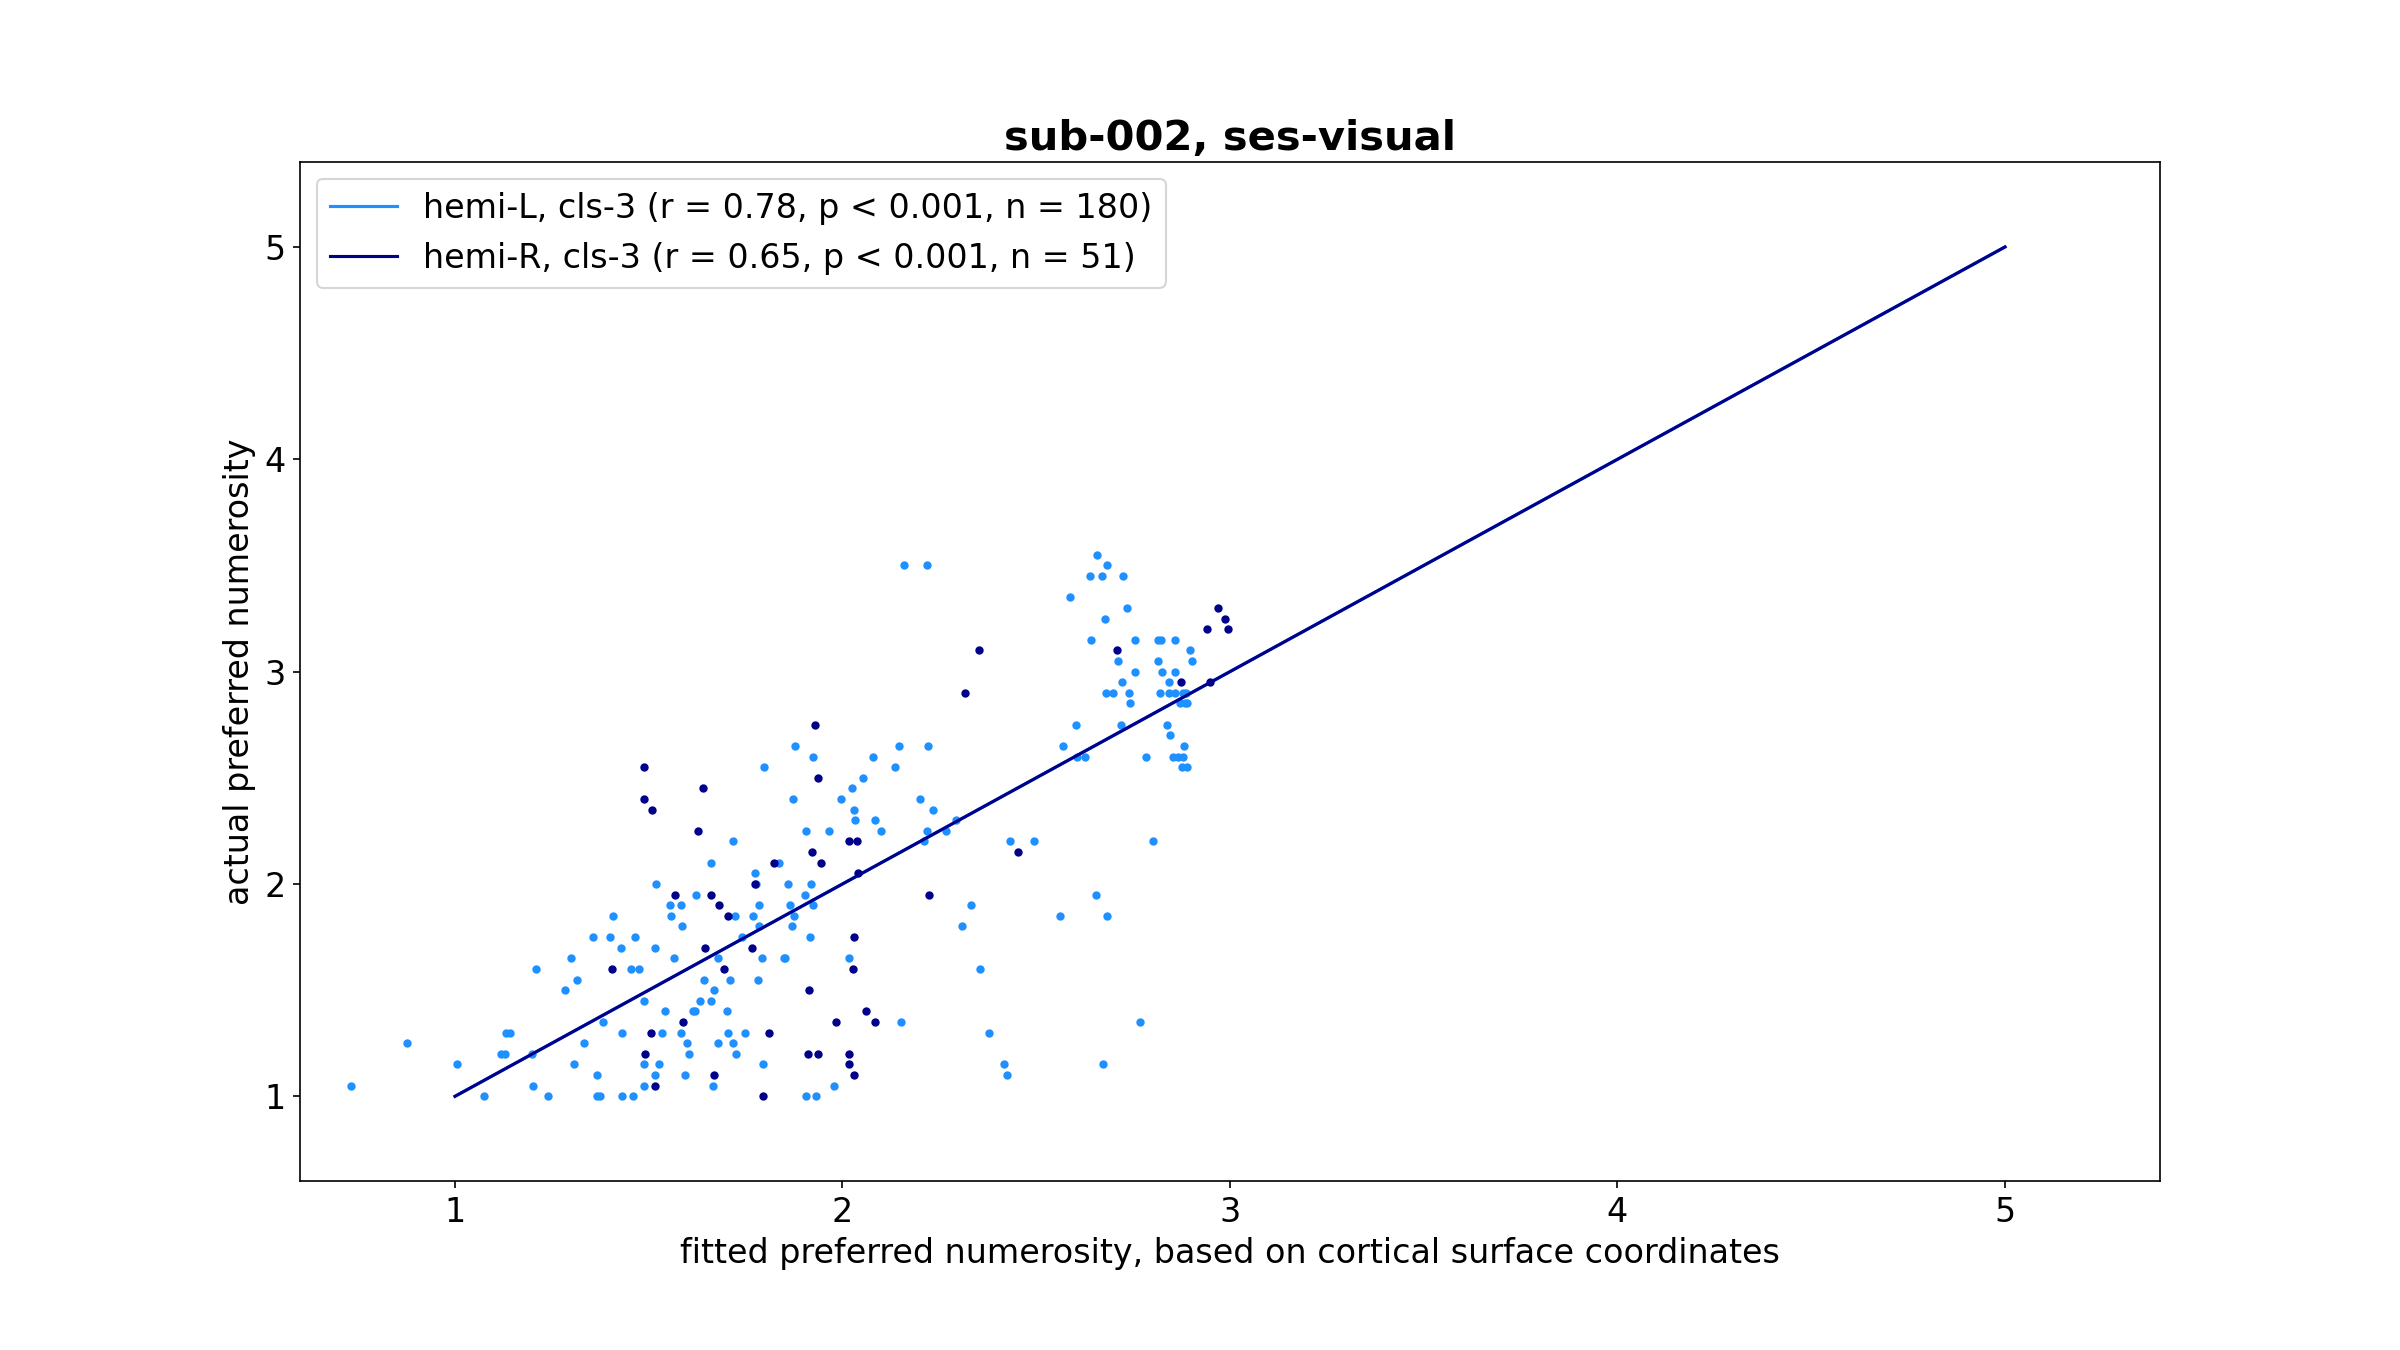 sub-002, ses-visual
hemi-L, cls-3 (r = 0.78, p < 0.001, n = 180)
hemi-R, cls-3 (r = 0.65, p < 0.001, n = 51)
actual preferred numerosity
5
4
3
2
1
1 2 3 4 5
fitted preferred numerosity, based on cortical surface coordinates